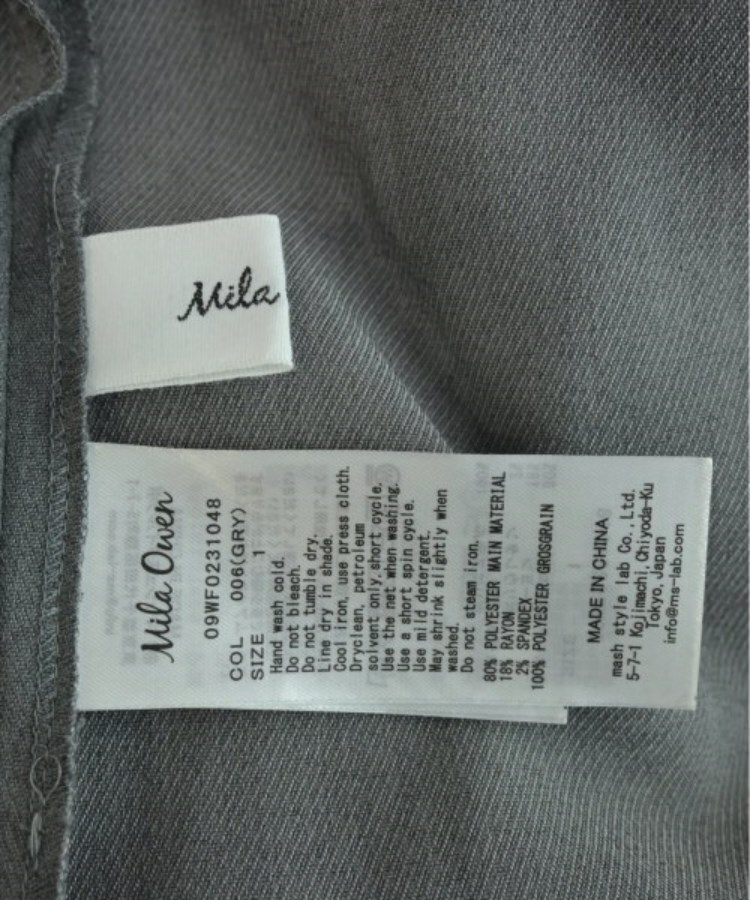 Mila
Mila Owen
09WFO231048
COL 006(GRY)
SIZE 1
Hand wash cold.
Do not bleach.
Do not tumble dry.
Line dry in shade.
Cool iron, use press cloth.
Dryclean, petroleum
solvent only, short cycle.
Use the net when washing.
Use a short spin cycle.
Use mild detergent.
May shrink slightly when
washed.
Do not steam iron.
80% POLYESTER MAIN MATERIAL
18% RAYON
2% SPANDEX
100% POLYESTER GROSGRAIN
MADE IN CHINA
mash style lab Co., Ltd.
5-7-1 Kojimachi, Chiyoda-Ku
Tokyo, Japan
info@ms-lab.com